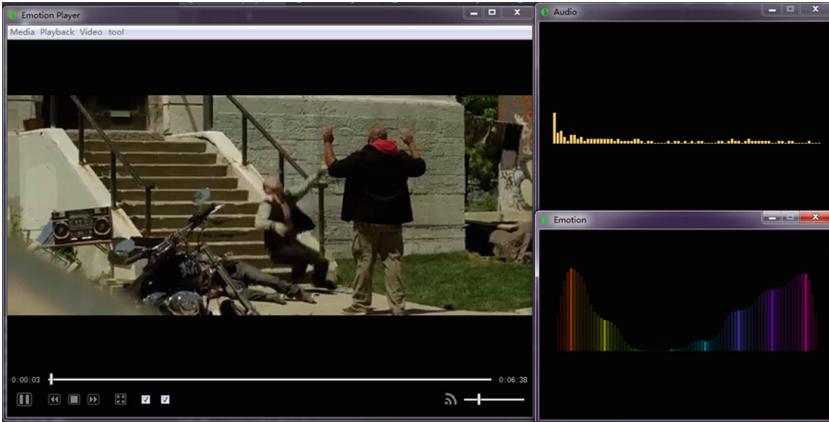 Emotion Player
Media Playback Video tool
0:00:03
0:06:38
Audio
Emotion